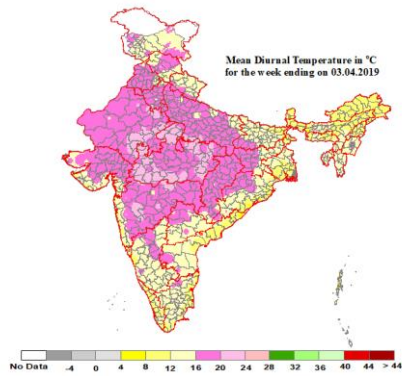 Mean Diurnal Temperature in °C
for the week ending on 03.04.2019
No Data -4 0 4 8 12 16 20 24 28 32 36 40 44 > 44